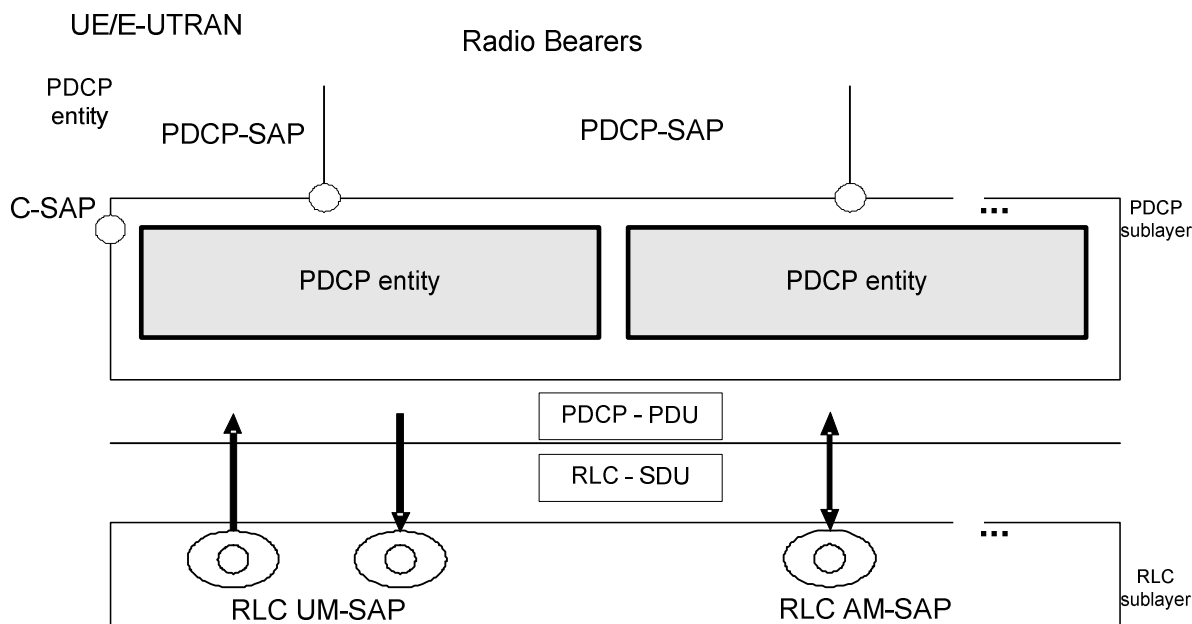 UE/E-UTRAN
Radio Bearers
PDCP
entity
PDCP-SAP
PDCP-SAP
C-SAP
...
PDCP
sublayer
PDCP entity
PDCP entity
PDCP - PDU
RLC - SDU
...
RLC UM-SAP
RLC AM-SAP
RLC
sublayer